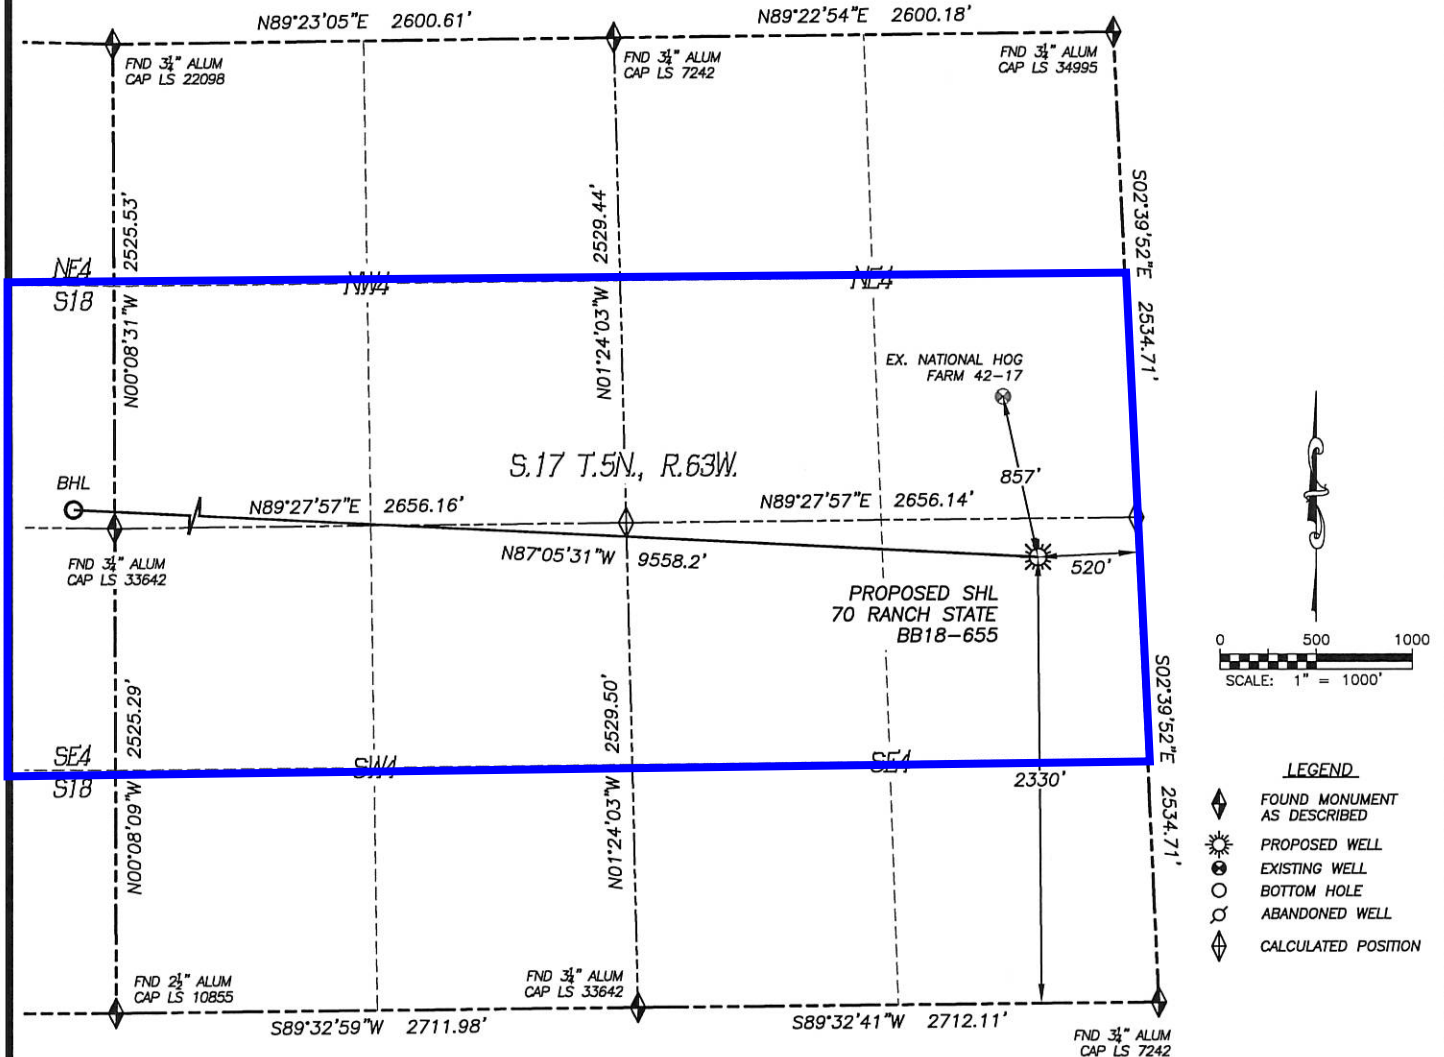 N89°23'05"E 2600.61'
N89°22'54"E 2600.18'
FND 3¼" ALUM
CAP LS 22098
FND 3¼" ALUM
CAP LS 7242
FND 3¼" ALUM
CAP LS 34995
N00°08'31"W 2525.53'
N01°24'03"W 2529.44'
S02°39'52"E 2534.71'
NE4
S18
NW4
NE4
EX. NATIONAL HOG
FARM 42-17
857'
S.17 T.5N., R.63W.
BHL
N89°27'57"E 2656.16'
N89°27'57"E 2656.14'
FND 3¼" ALUM
CAP LS 33642
N87°05'31"W 9558.2'
520'
PROPOSED SHL
70 RANCH STATE
BB18-655
0 500 1000
SCALE: 1" = 1000'
N00°08'09"W 2525.29'
N01°24'03"W 2529.50'
S02°39'52"E 2534.71'
SE4
S18
SW4
SE4
2330'
LEGEND
FOUND MONUMENT
AS DESCRIBED
PROPOSED WELL
EXISTING WELL
BOTTOM HOLE
ABANDONED WELL
CALCULATED POSITION
FND 2½" ALUM
CAP LS 10855
FND 3¼" ALUM
CAP LS 33642
S89°32'59"W 2711.98'
S89°32'41"W 2712.11'
FND 3¼" ALUM
CAP LS 7242